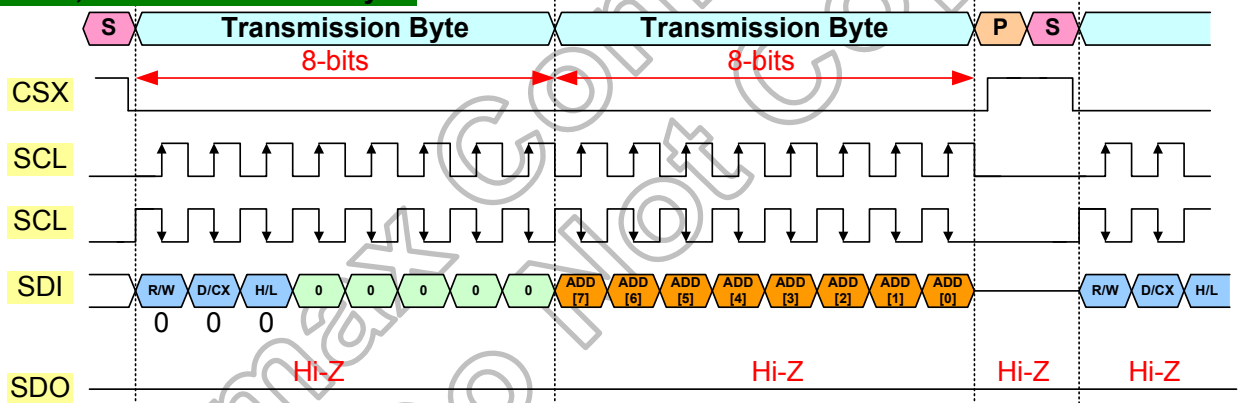 S Transmission Byte Transmission Byte P S
8-bits 8-bits
CSX
SCL
SCL
SDI R/W D/CX H/L 0 0 0 0 0 ADD [7] ADD [6] ADD [5] ADD [4] ADD [3] ADD [2] ADD [1] ADD [0] R/W D/CX H/L
0 0 0
Hi-Z Hi-Z Hi-Z Hi-Z
SDO